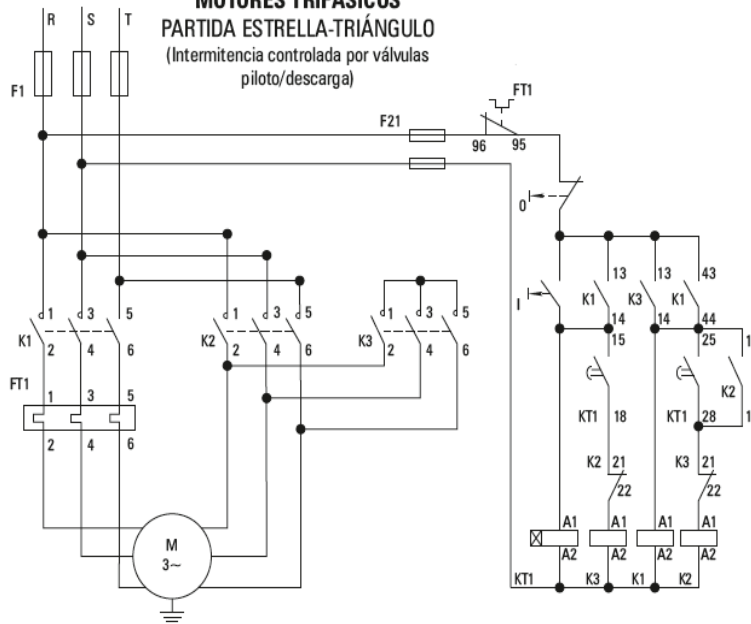 MOTORES TRIFÁSICOS
PARTIDA ESTRELLA-TRIÁNGULO
(Intermitencia controlada por válvulas
piloto/descarga)
R S T
F1
F21
FT1
96 95
0
I
13 13 43
K1 K3 K1
14 14 44
15 25 1
K2
KT1 18 KT1 28 1
K2 21 K3 21
22 22
1 3 5 1 3 5 1 3 5
K1 K2 K3
2 4 6 2 4 6 2 4 6
FT1
1 3 5
2 4 6
M
3~
A1 A1 A1 A1
A2 A2 A2 A2
KT1 K3 K1 K2